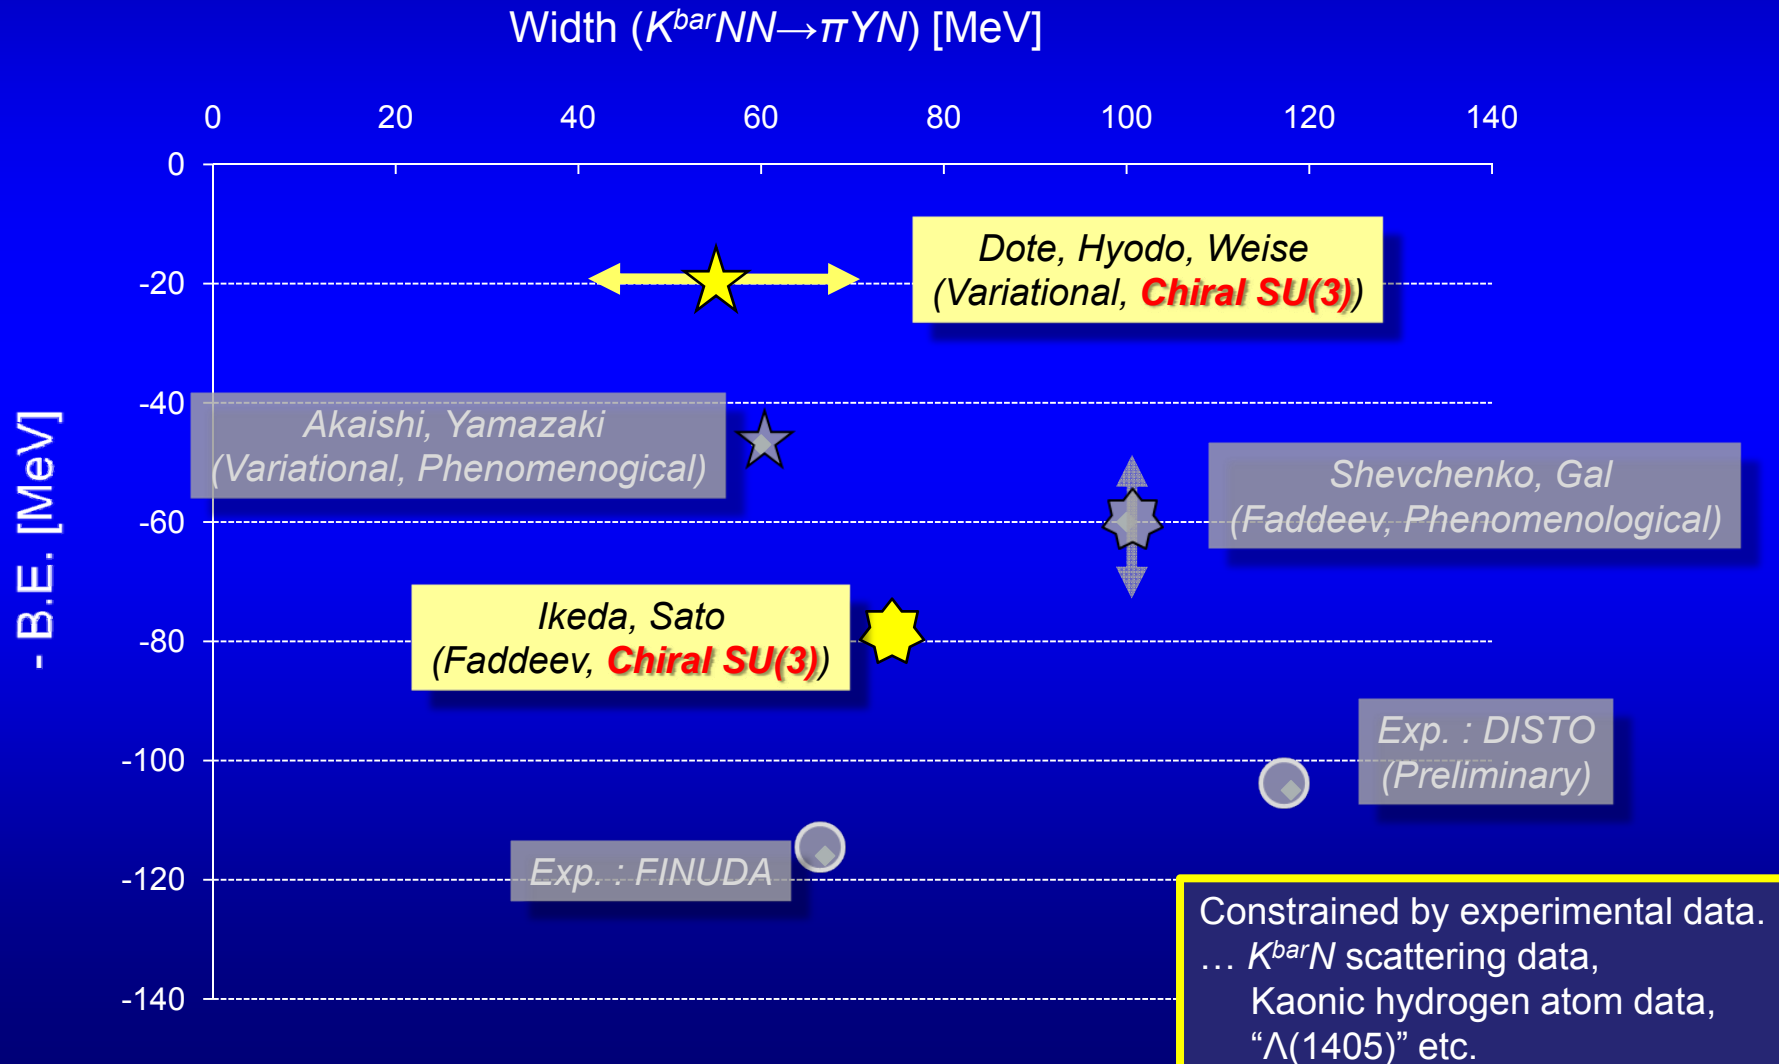 Width (KbarNN→πYN) [MeV]
0 20 40 60 80 100 120 140
0
-20
-40
-60
-80
-100
-120
-140
- B.E. [MeV]
Dote, Hyodo, Weise
(Variational, Chiral SU(3))
Akaishi, Yamazaki
(Variational, Phenomenogical)
Shevchenko, Gal
(Faddeev, Phenomenological)
Ikeda, Sato
(Faddeev, Chiral SU(3))
Exp. : DISTO
(Preliminary)
Exp. : FINUDA
Constrained by experimental data.
… KbarN scattering data,
Kaonic hydrogen atom data,
“Λ(1405)” etc.